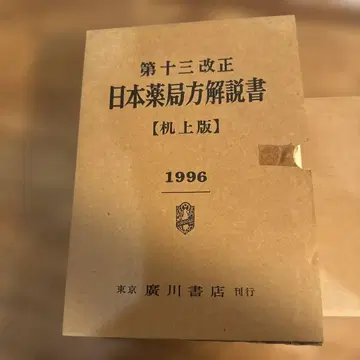 第十三改正
日本薬局方解説書
【机上版】
1996
東京 廣川書店 刊行